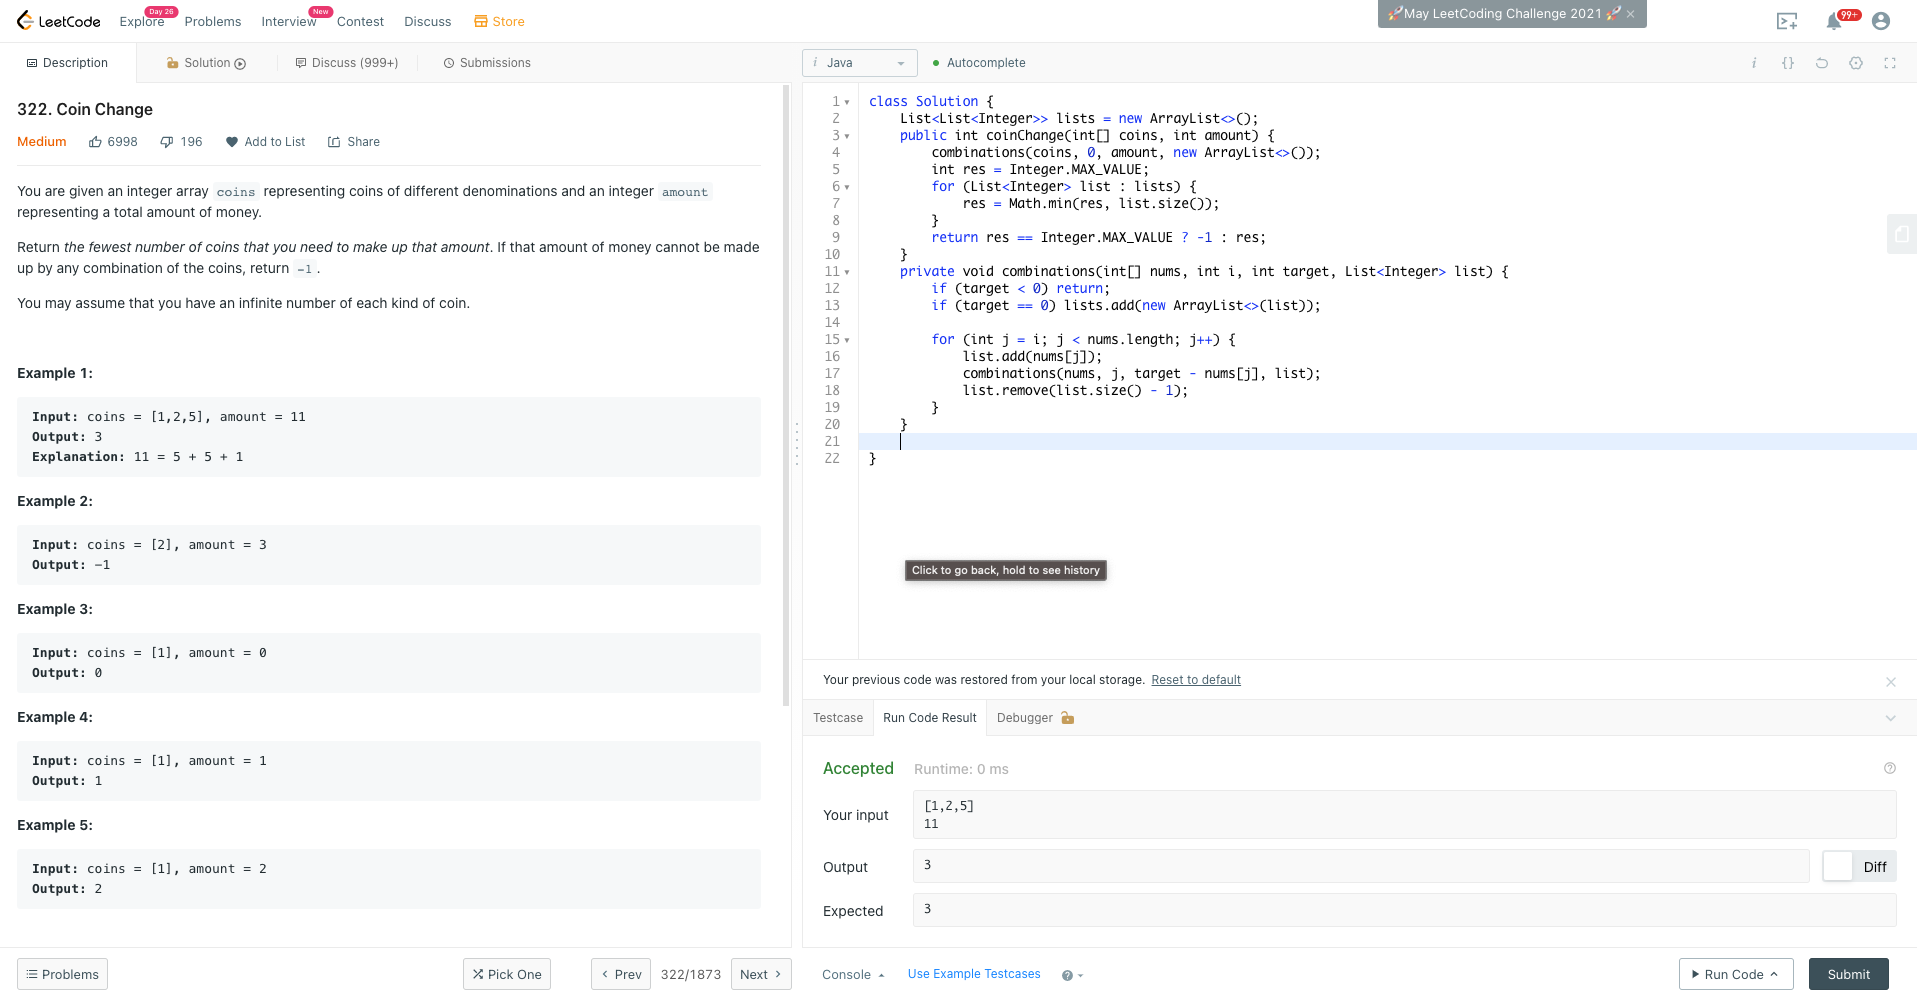 LeetCode
Explore
Day 26
Problems
Interview
New
Contest
Discuss
Store
🚀May LeetCoding Challenge 2021 🚀 ×
99+
Description
Solution
Discuss (999+)
Submissions
i Java
Autocomplete
i {}
322. Coin Change
Medium 6998 196 Add to List Share
You are given an integer array coins representing coins of different denominations and an integer amount
representing a total amount of money.
Return the fewest number of coins that you need to make up that amount. If that amount of money cannot be made
up by any combination of the coins, return -1.
You may assume that you have an infinite number of each kind of coin.
Example 1:
Input: coins = [1,2,5], amount = 11
Output: 3
Explanation: 11 = 5 + 5 + 1
Example 2:
Input: coins = [2], amount = 3
Output: -1
Example 3:
Input: coins = [1], amount = 0
Output: 0
Example 4:
Input: coins = [1], amount = 1
Output: 1
Example 5:
Input: coins = [1], amount = 2
Output: 2
Problems
Pick One
Prev
322/1873
Next
1 class Solution {
2     List<List<Integer>> lists = new ArrayList<>();
3     public int coinChange(int[] coins, int amount) {
4         combinations(coins, 0, amount, new ArrayList<>());
5         int res = Integer.MAX_VALUE;
6         for (List<Integer> list : lists) {
7             res = Math.min(res, list.size());
8         }
9         return res == Integer.MAX_VALUE ? -1 : res;
10     }
11     private void combinations(int[] nums, int i, int target, List<Integer> list) {
12         if (target < 0) return;
13         if (target == 0) lists.add(new ArrayList<>(list));
14
15         for (int j = i; j < nums.length; j++) {
16             list.add(nums[j]);
17             combinations(nums, j, target - nums[j], list);
18             list.remove(list.size() - 1);
19         }
20     }
21
22 }
Click to go back, hold to see history
Your previous code was restored from your local storage. Reset to default
Testcase
Run Code Result
Debugger
Accepted Runtime: 0 ms
Your input
[1,2,5]
11
Output
3
Diff
Expected
3
Console
Use Example Testcases
Run Code
Submit